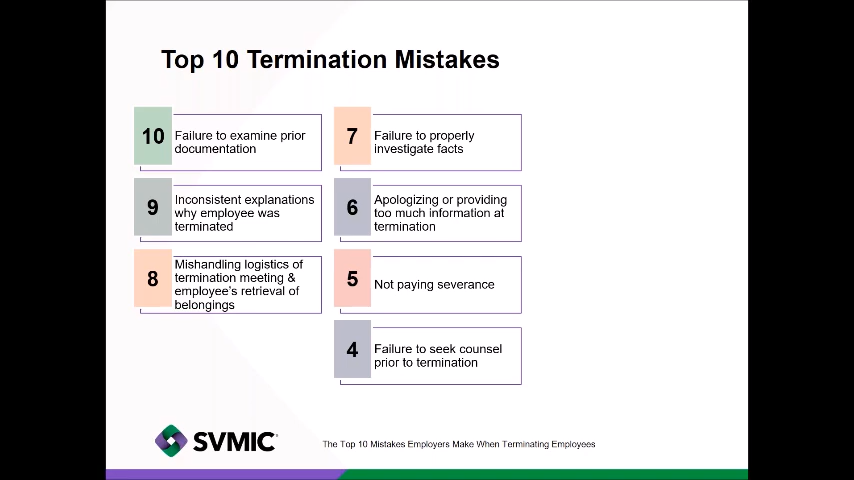 Top 10 Termination Mistakes
10
Failure to examine prior
documentation
9
Inconsistent explanations
why employee was
terminated
8
Mishandling logistics of
termination meeting &
employee's retrieval of
belongings
7
Failure to properly
investigate facts
6
Apologizing or providing
too much information at
termination
5
Not paying severance
4
Failure to seek counsel
prior to termination
SVMIC
The Top 10 Mistakes Employers Make When Terminating Employees